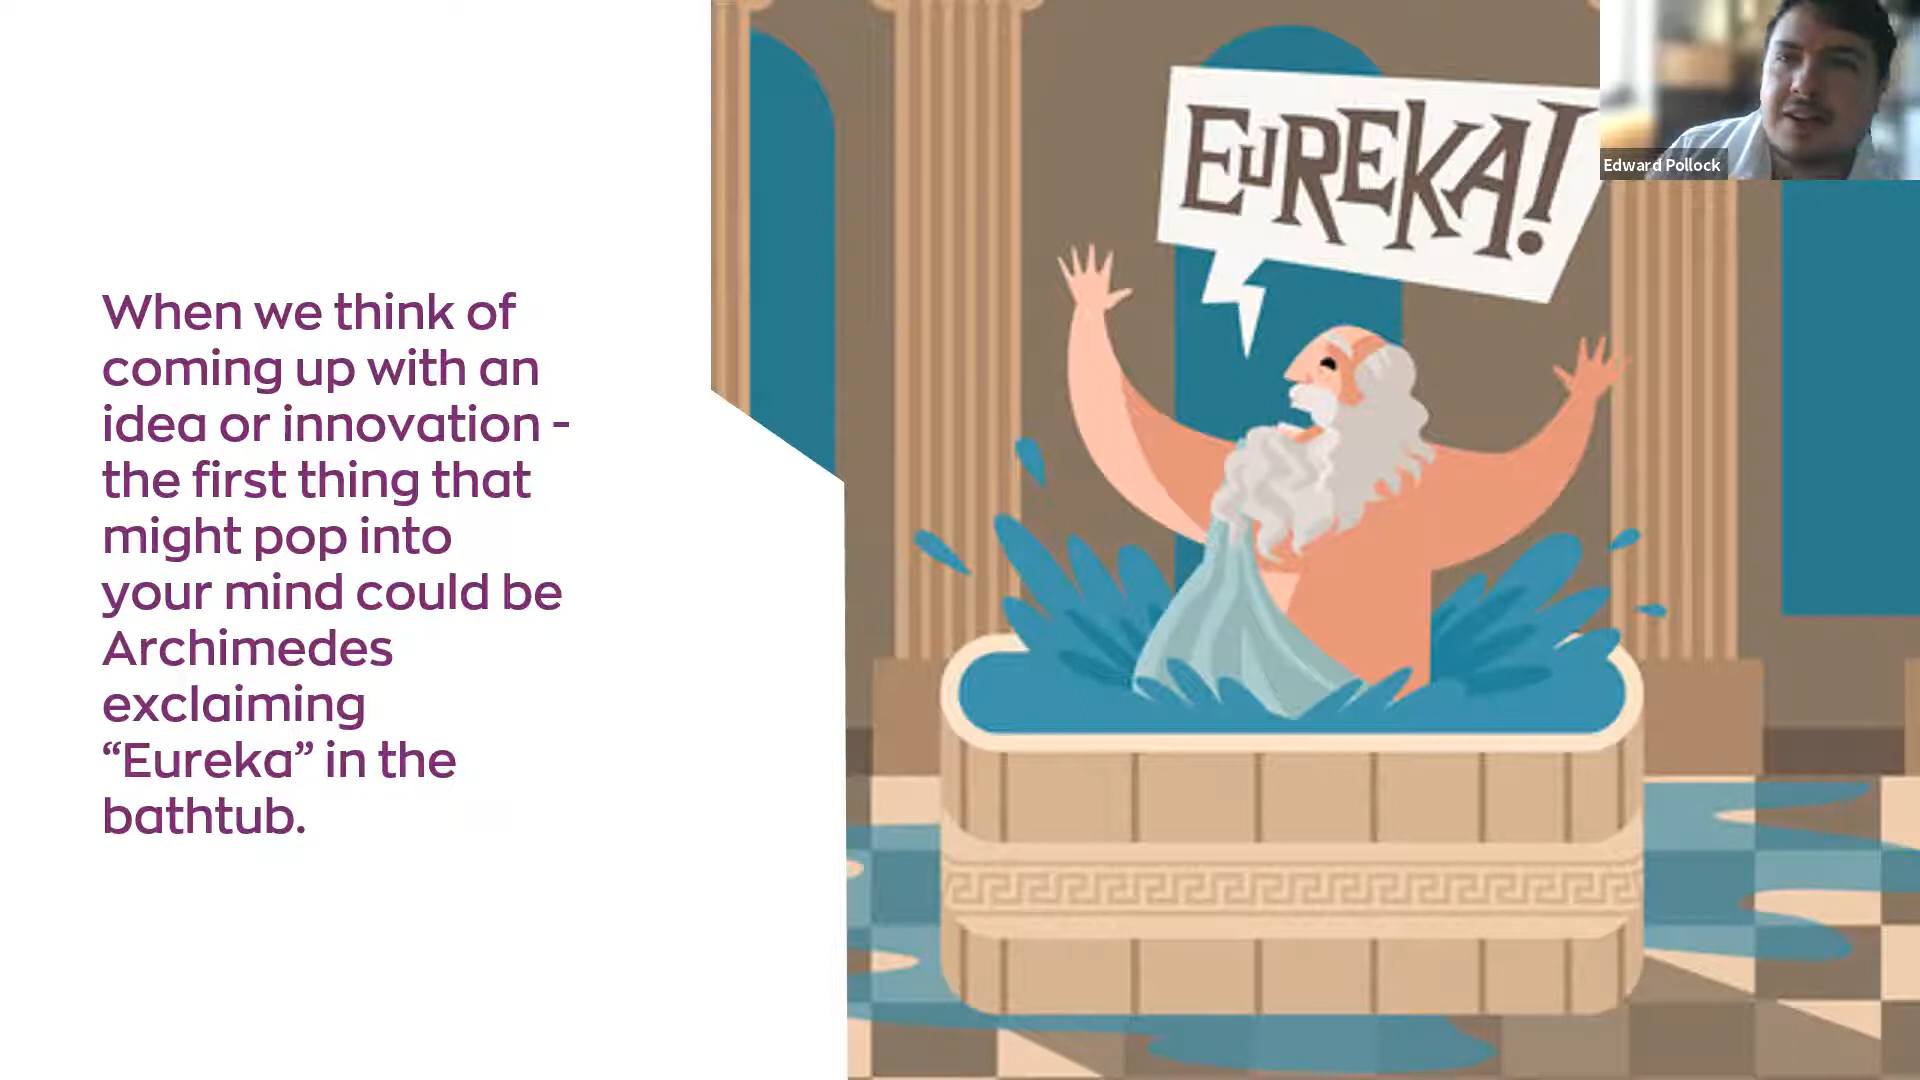 When we think of
coming up with an
idea or innovation -
the first thing that
might pop into
your mind could be
Archimedes
exclaiming
“Eureka” in the
bathtub.
EUREKA!
Edward Pollock